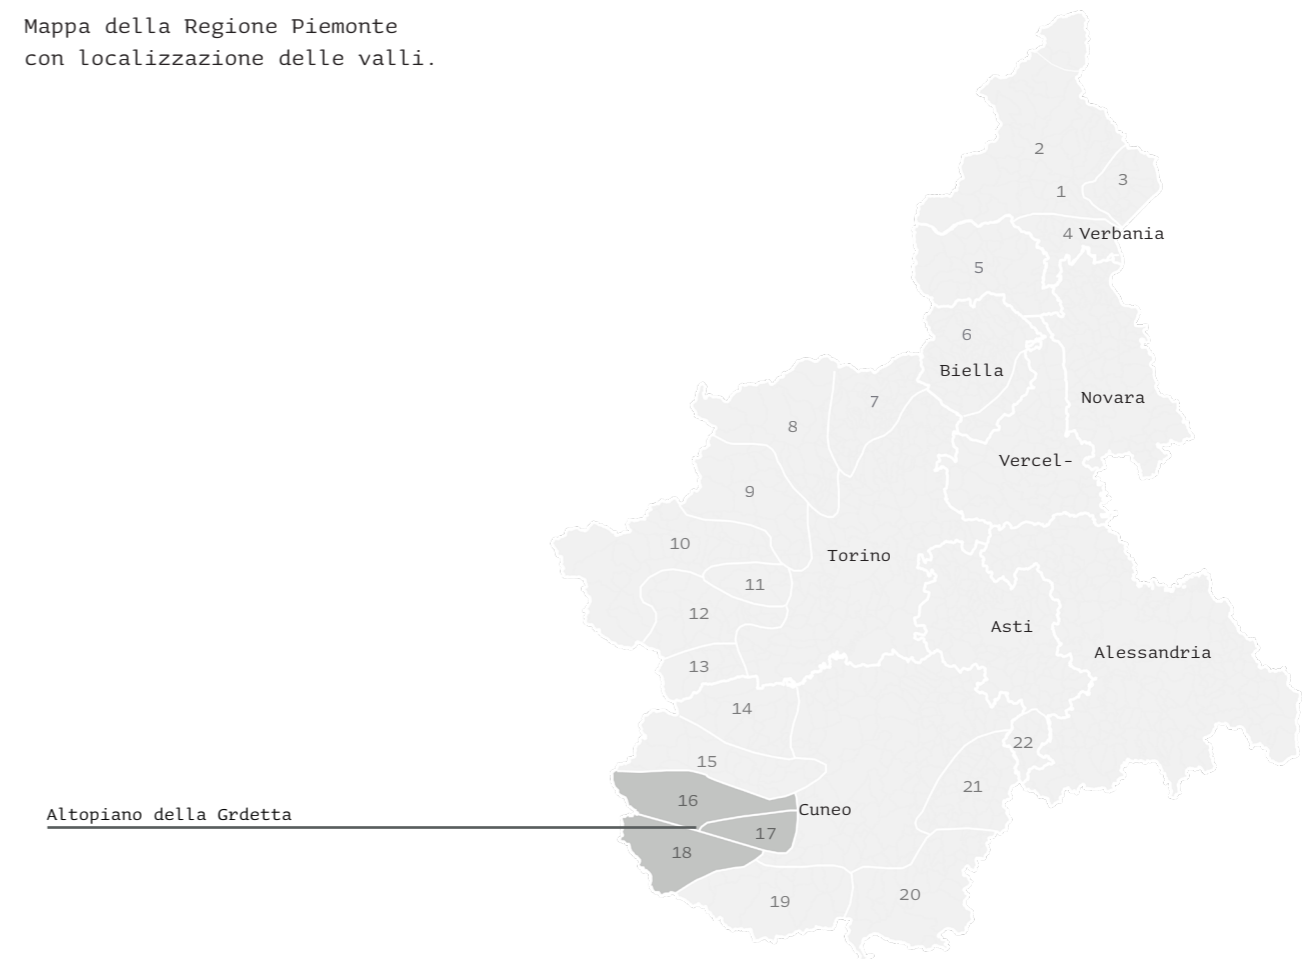 Mappa della Regione Piemonte
con localizzazione delle valli.
2
3
1
4 Verbania
5
6
Biella
7
Novara
8
Vercel-
9
10
Torino
11
12
Asti
Alessandria
13
14
22
15
21
16
Cuneo
Altopiano della Grdetta
17
18
20
19